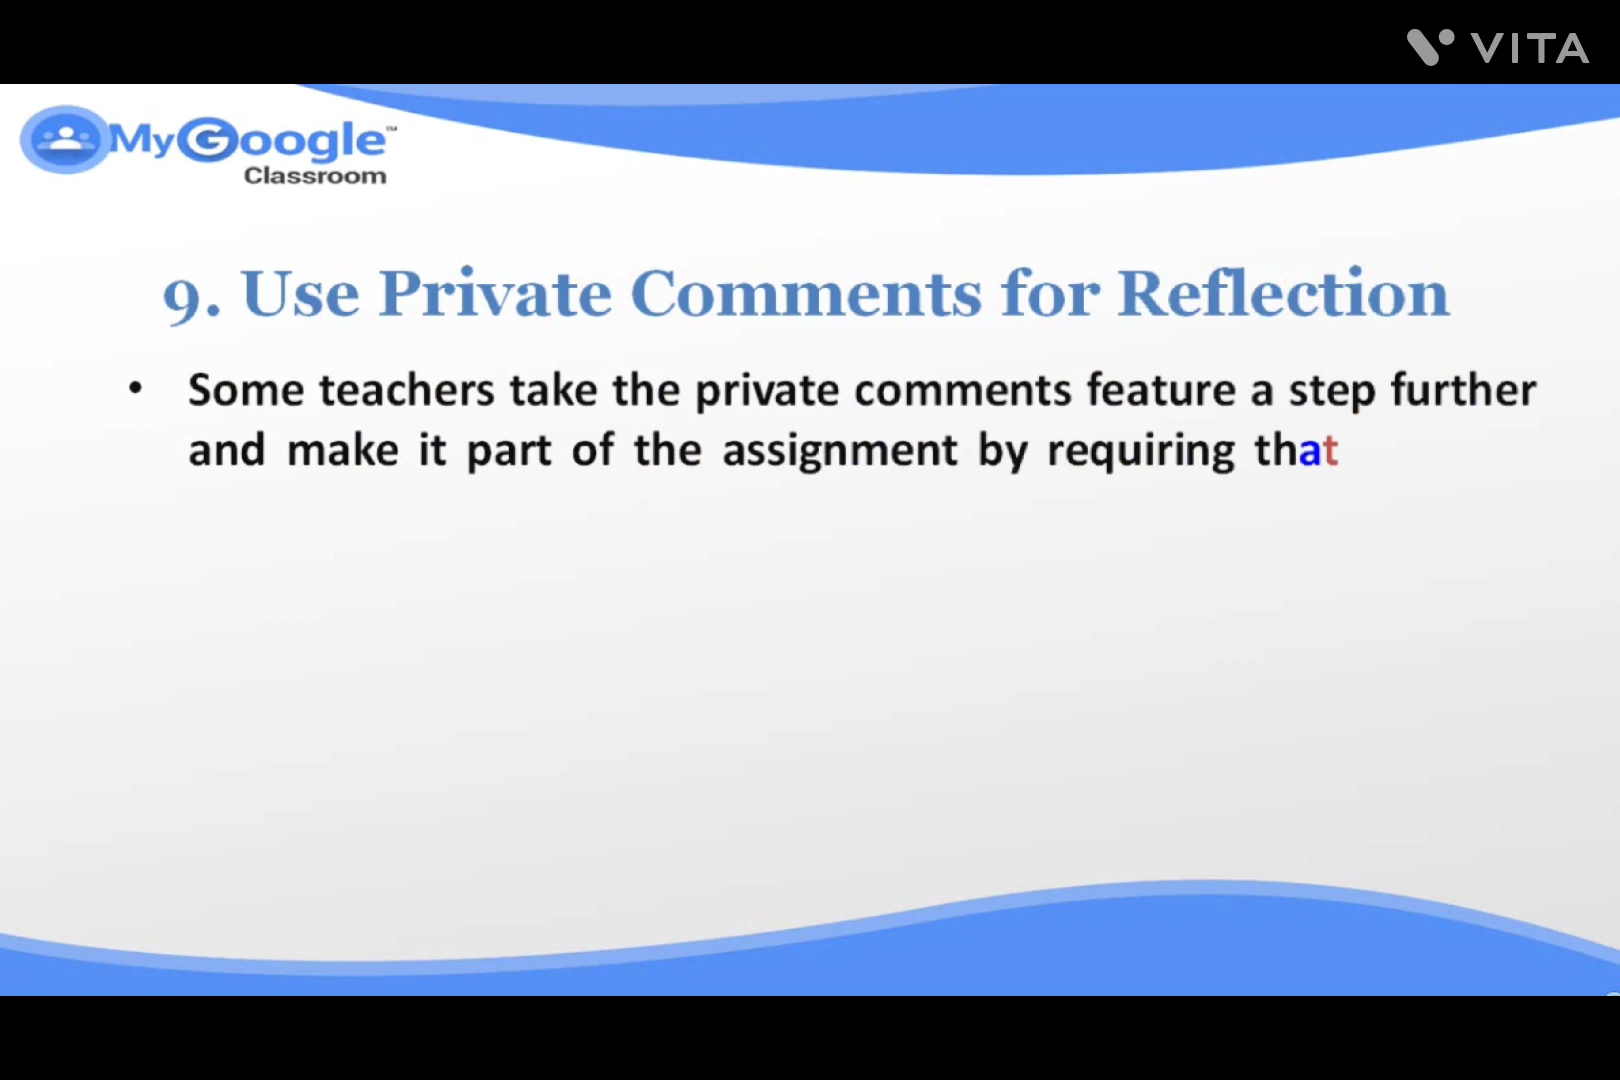 VITA
MyGoogle™
Classroom
9. Use Private Comments for Reflection
• Some teachers take the private comments feature a step further
and make it part of the assignment by requiring that